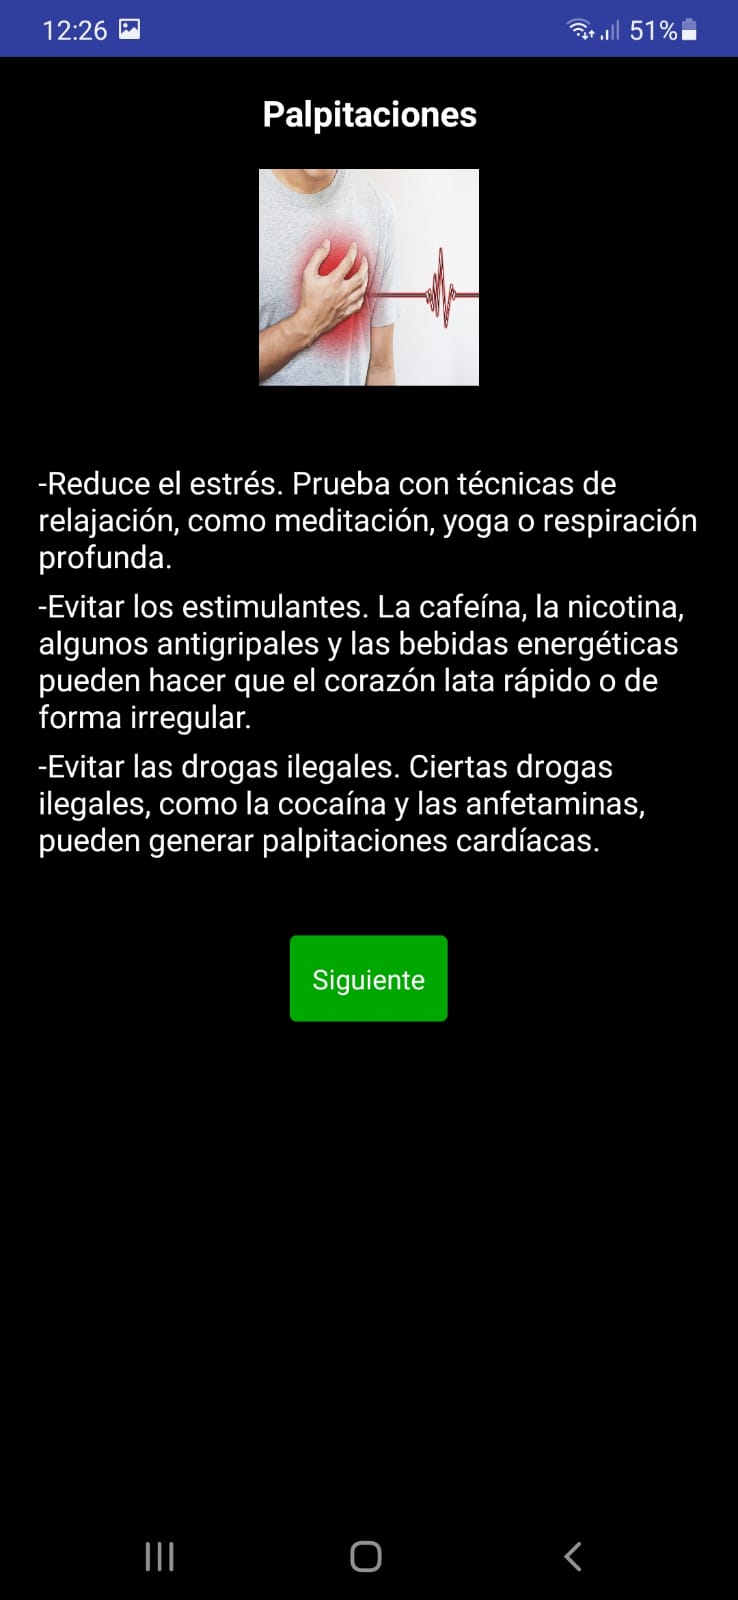 12:26
51%
Palpitaciones
-Reduce el estrés. Prueba con técnicas de
relajación, como meditación, yoga o respiración
profunda.
-Evitar los estimulantes. La cafeína, la nicotina,
algunos antigripales y las bebidas energéticas
pueden hacer que el corazón lata rápido o de
forma irregular.
-Evitar las drogas ilegales. Ciertas drogas
ilegales, como la cocaína y las anfetaminas,
pueden generar palpitaciones cardíacas.
Siguiente